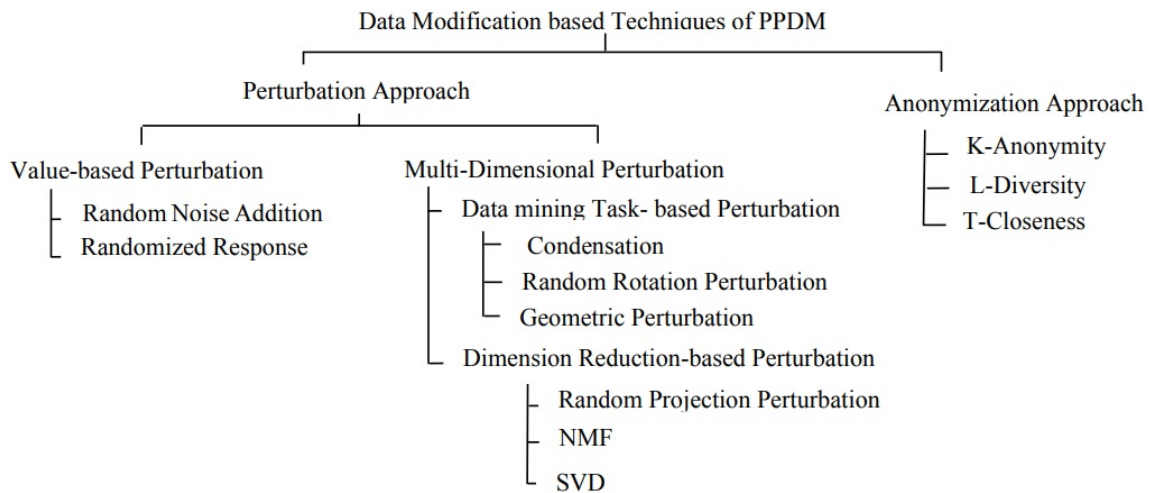 Data Modification based Techniques of PPDM
Perturbation Approach
Anonymization Approach
K-Anonymity
L-Diversity
T-Closeness
Value-based Perturbation
Random Noise Addition
Randomized Response
Multi-Dimensional Perturbation
Data mining Task- based Perturbation
Condensation
Random Rotation Perturbation
Geometric Perturbation
Dimension Reduction-based Perturbation
Random Projection Perturbation
NMF
SVD